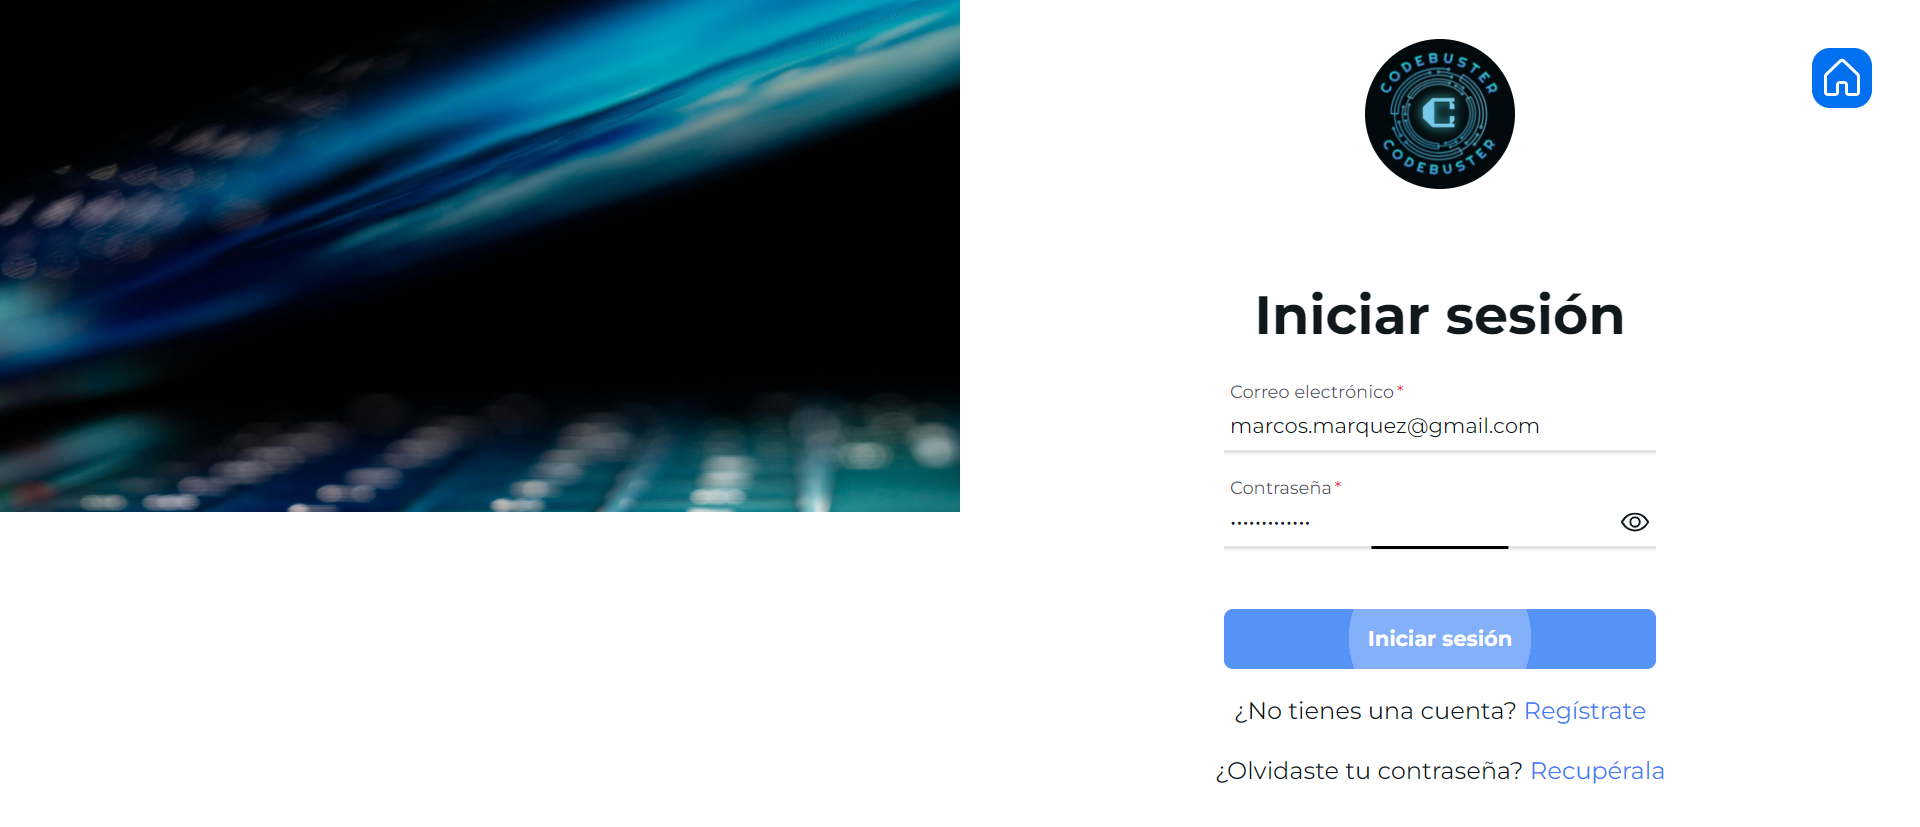 CODEBUSTER
C
CODEBUSTER
Iniciar sesión
Correo electrónico*
marcos.marquez@gmail.com
Contraseña*
•••••••••••••
Iniciar sesión
¿No tienes una cuenta? Regístrate
¿Olvidaste tu contraseña? Recupérala